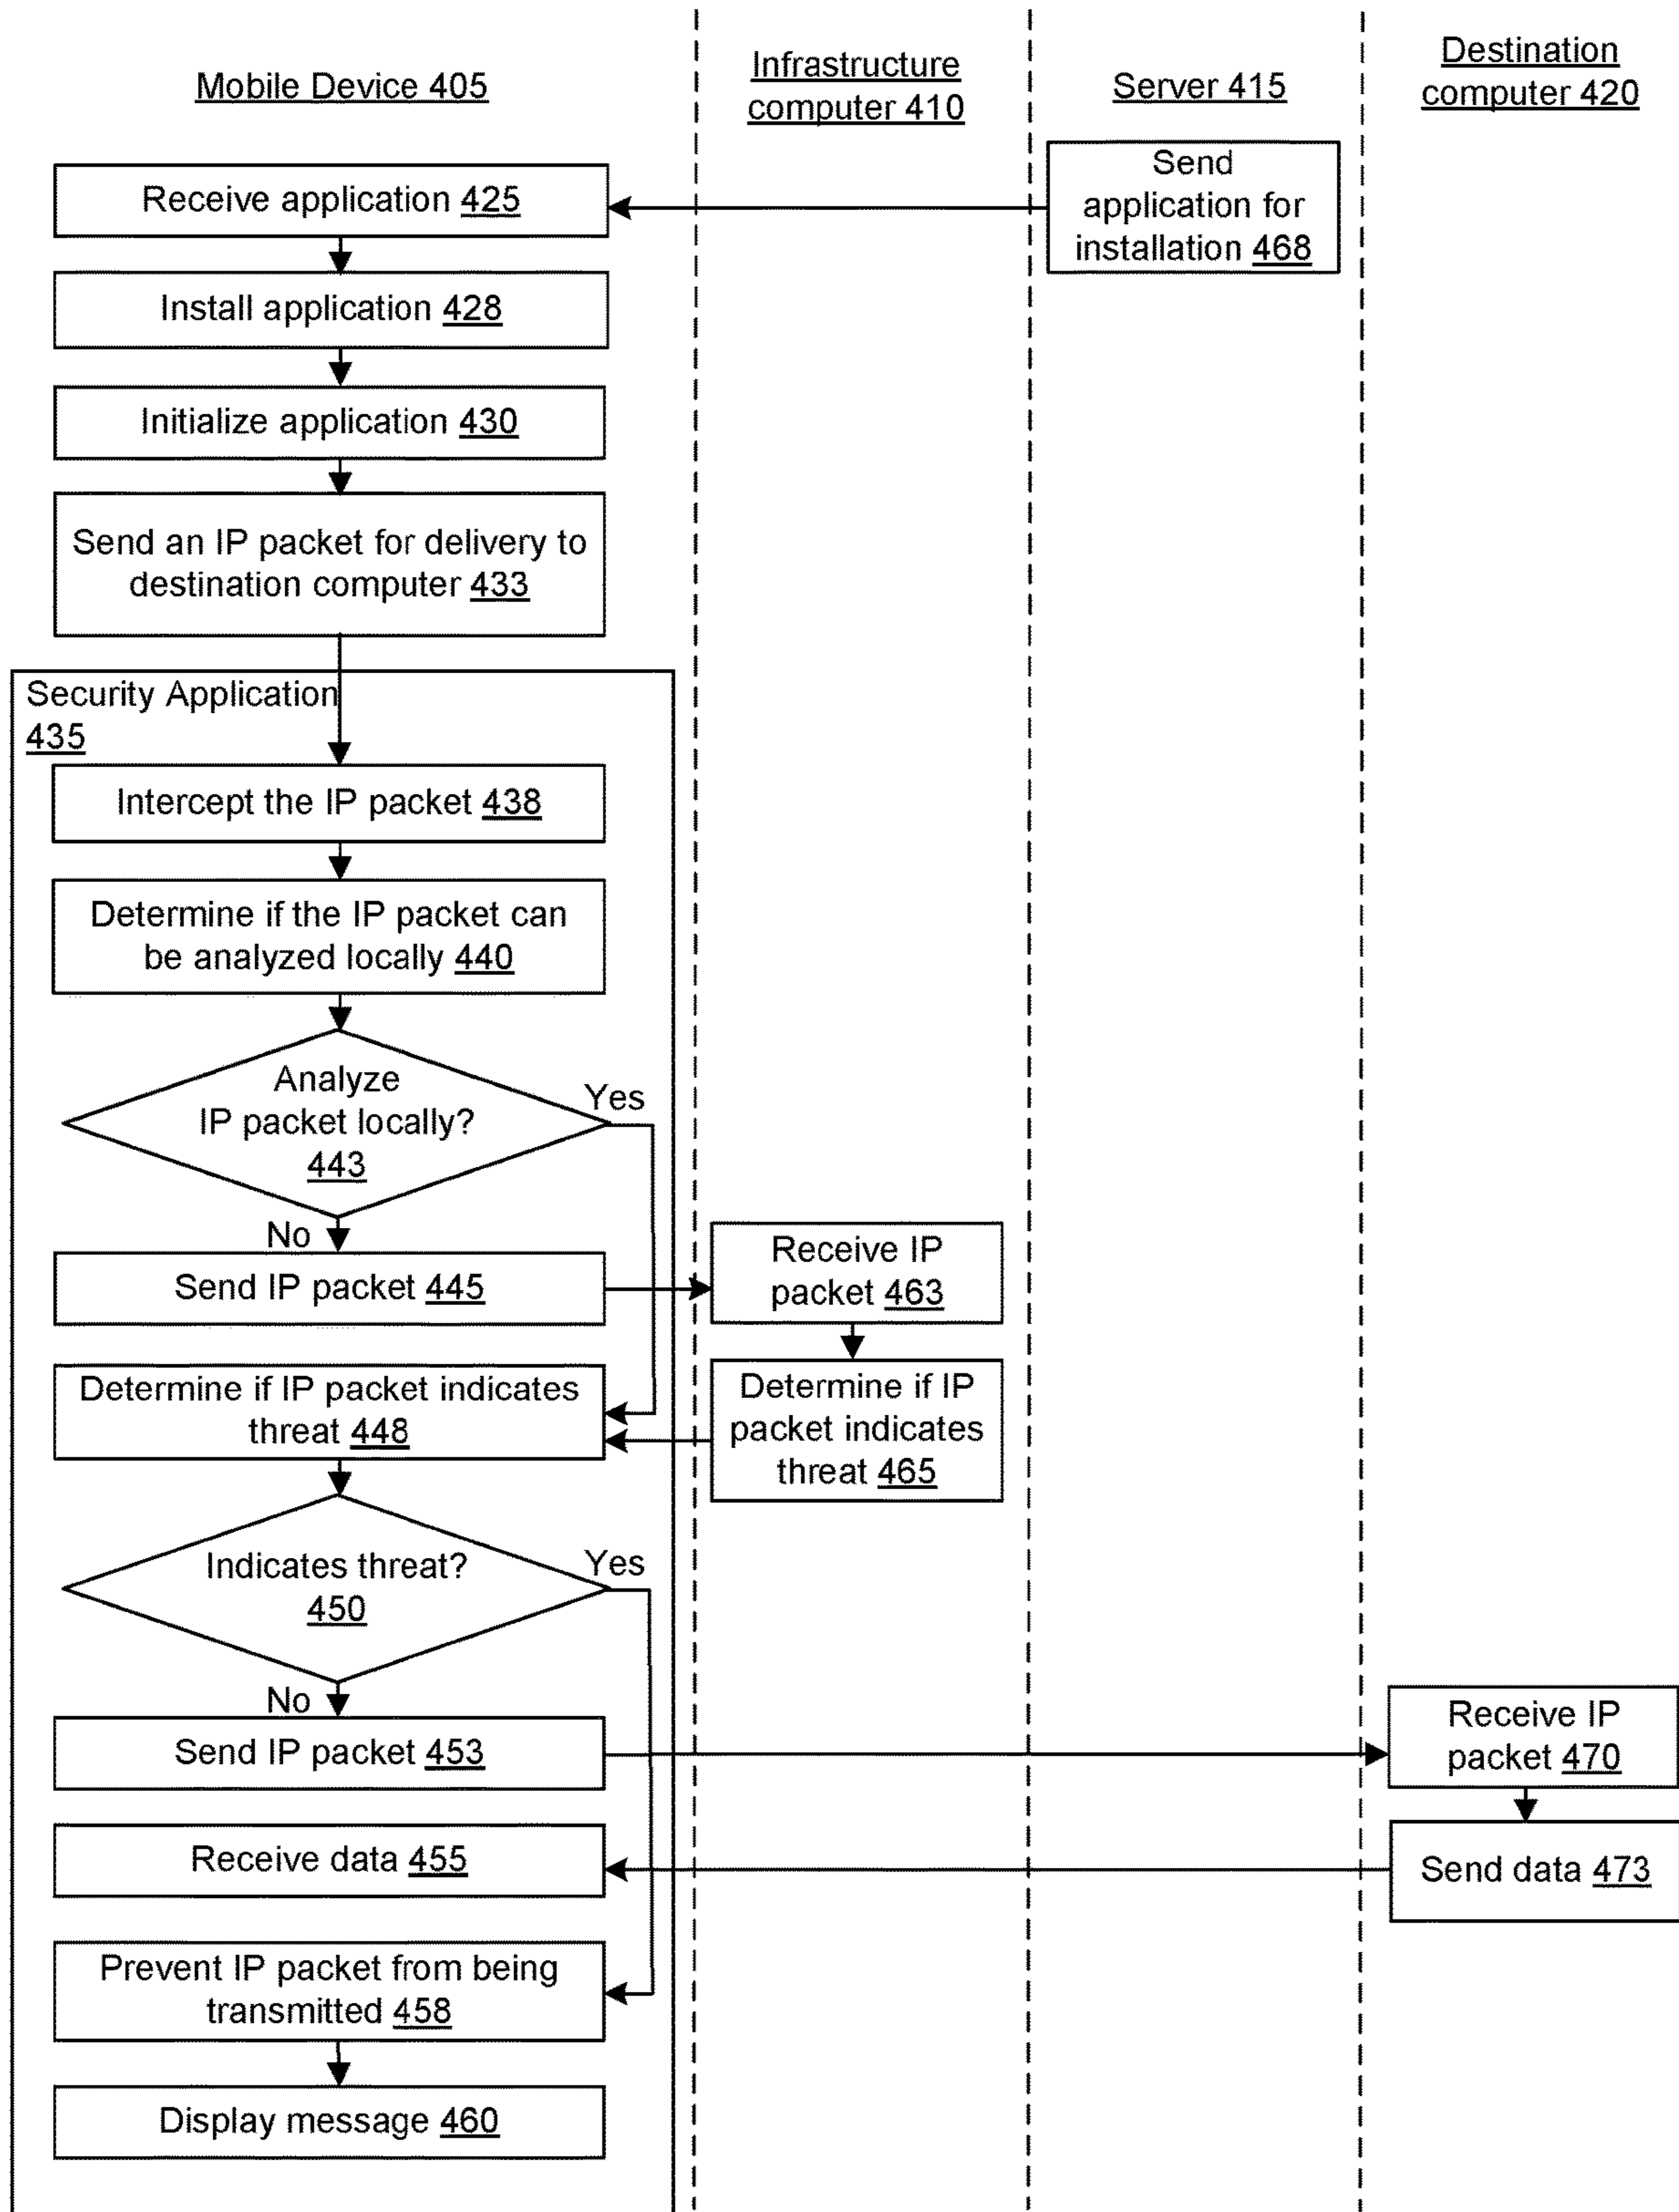 Mobile Device 405
Infrastructure
computer 410
Server 415
Destination
computer 420
Send
application for
installation 468
Receive application 425
Install application 428
Initialize application 430
Send an IP packet for delivery to
destination computer 433
Security Application
435
Intercept the IP packet 438
Determine if the IP packet can
be analyzed locally 440
Analyze
IP packet locally?
443
Yes
No
Send IP packet 445
Receive IP
packet 463
Determine if IP packet indicates
threat 448
Determine if IP
packet indicates
threat 465
Indicates threat?
450
Yes
No
Send IP packet 453
Receive IP
packet 470
Receive data 455
Send data 473
Prevent IP packet from being
transmitted 458
Display message 460